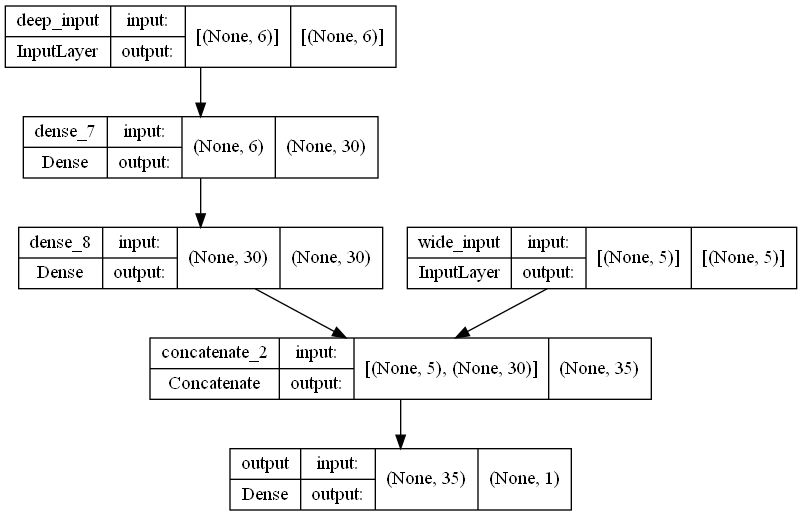 deep_input input: [(None, 6)] [(None, 6)]
InputLayer output:
dense_7 input: (None, 6) (None, 30)
Dense output:
dense_8 input: (None, 30) (None, 30)
Dense output:
wide_input input: [(None, 5)] [(None, 5)]
InputLayer output:
concatenate_2 input: [(None, 5), (None, 30)] (None, 35)
Concatenate output:
output input: (None, 35) (None, 1)
Dense output: